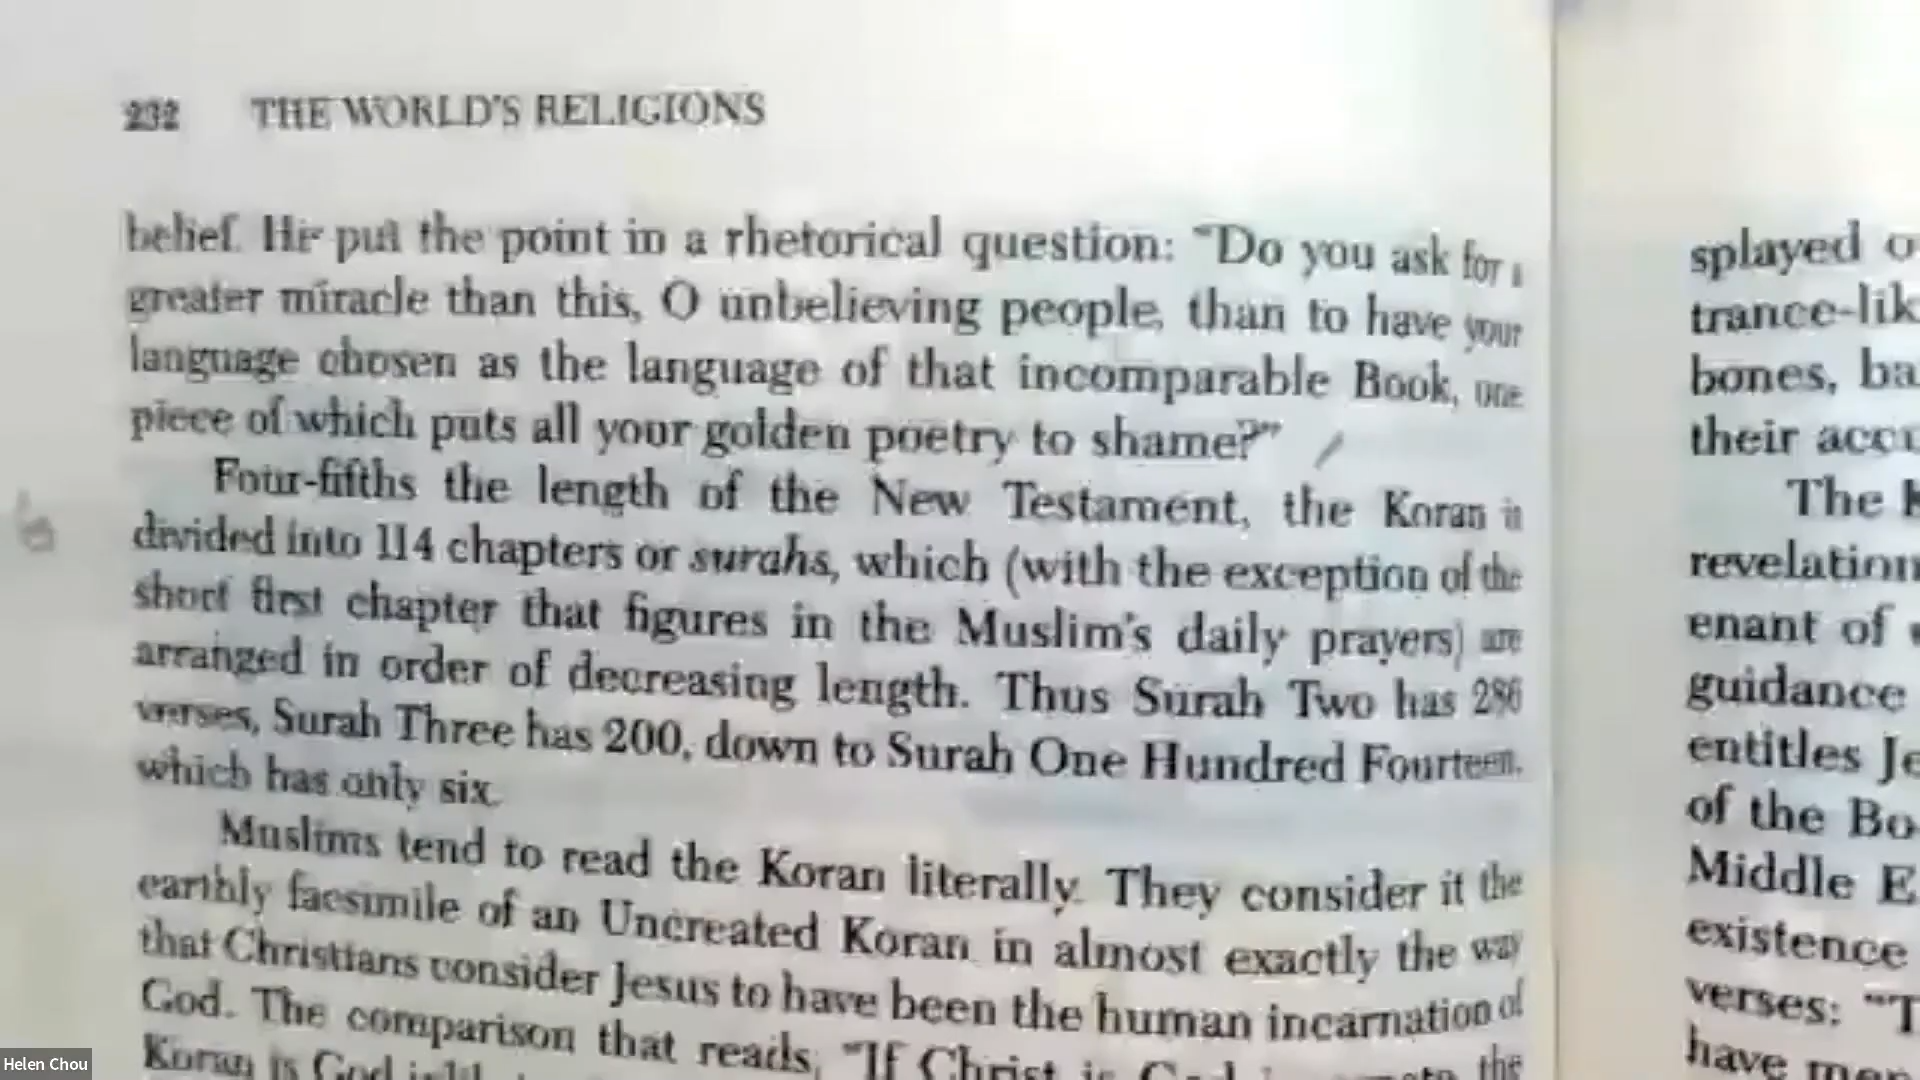 232 THE WORLD'S RELIGIONS
belief. He put the point in a rhetorical question: "Do you ask for a
greater miracle than this, O unbelieving people, than to have your
language chosen as the language of that incomparable Book, one
piece of which puts all your golden poetry to shame?"
Four-fifths the length of the New Testament, the Koran is
divided into 114 chapters or surahs, which (with the exception of the
short first chapter that figures in the Muslim's daily prayers) are
arranged in order of decreasing length. Thus Surah Two has 286
verses, Surah Three has 200, down to Surah One Hundred Fourteen,
which has only six.
Muslims tend to read the Koran literally. They consider it the
earthly facsimile of an Uncreated Koran in almost exactly the way
that Christians consider Jesus to have been the human incarnation of
God. The comparison that reads, "If Christ is God the
Koran is God
splayed
trance-lik
bones, ba
their acco
The
revelation
enant of
guidance
entitles Je
of the Bo
Middle E
existence
verses: "T
have
Helen Chou